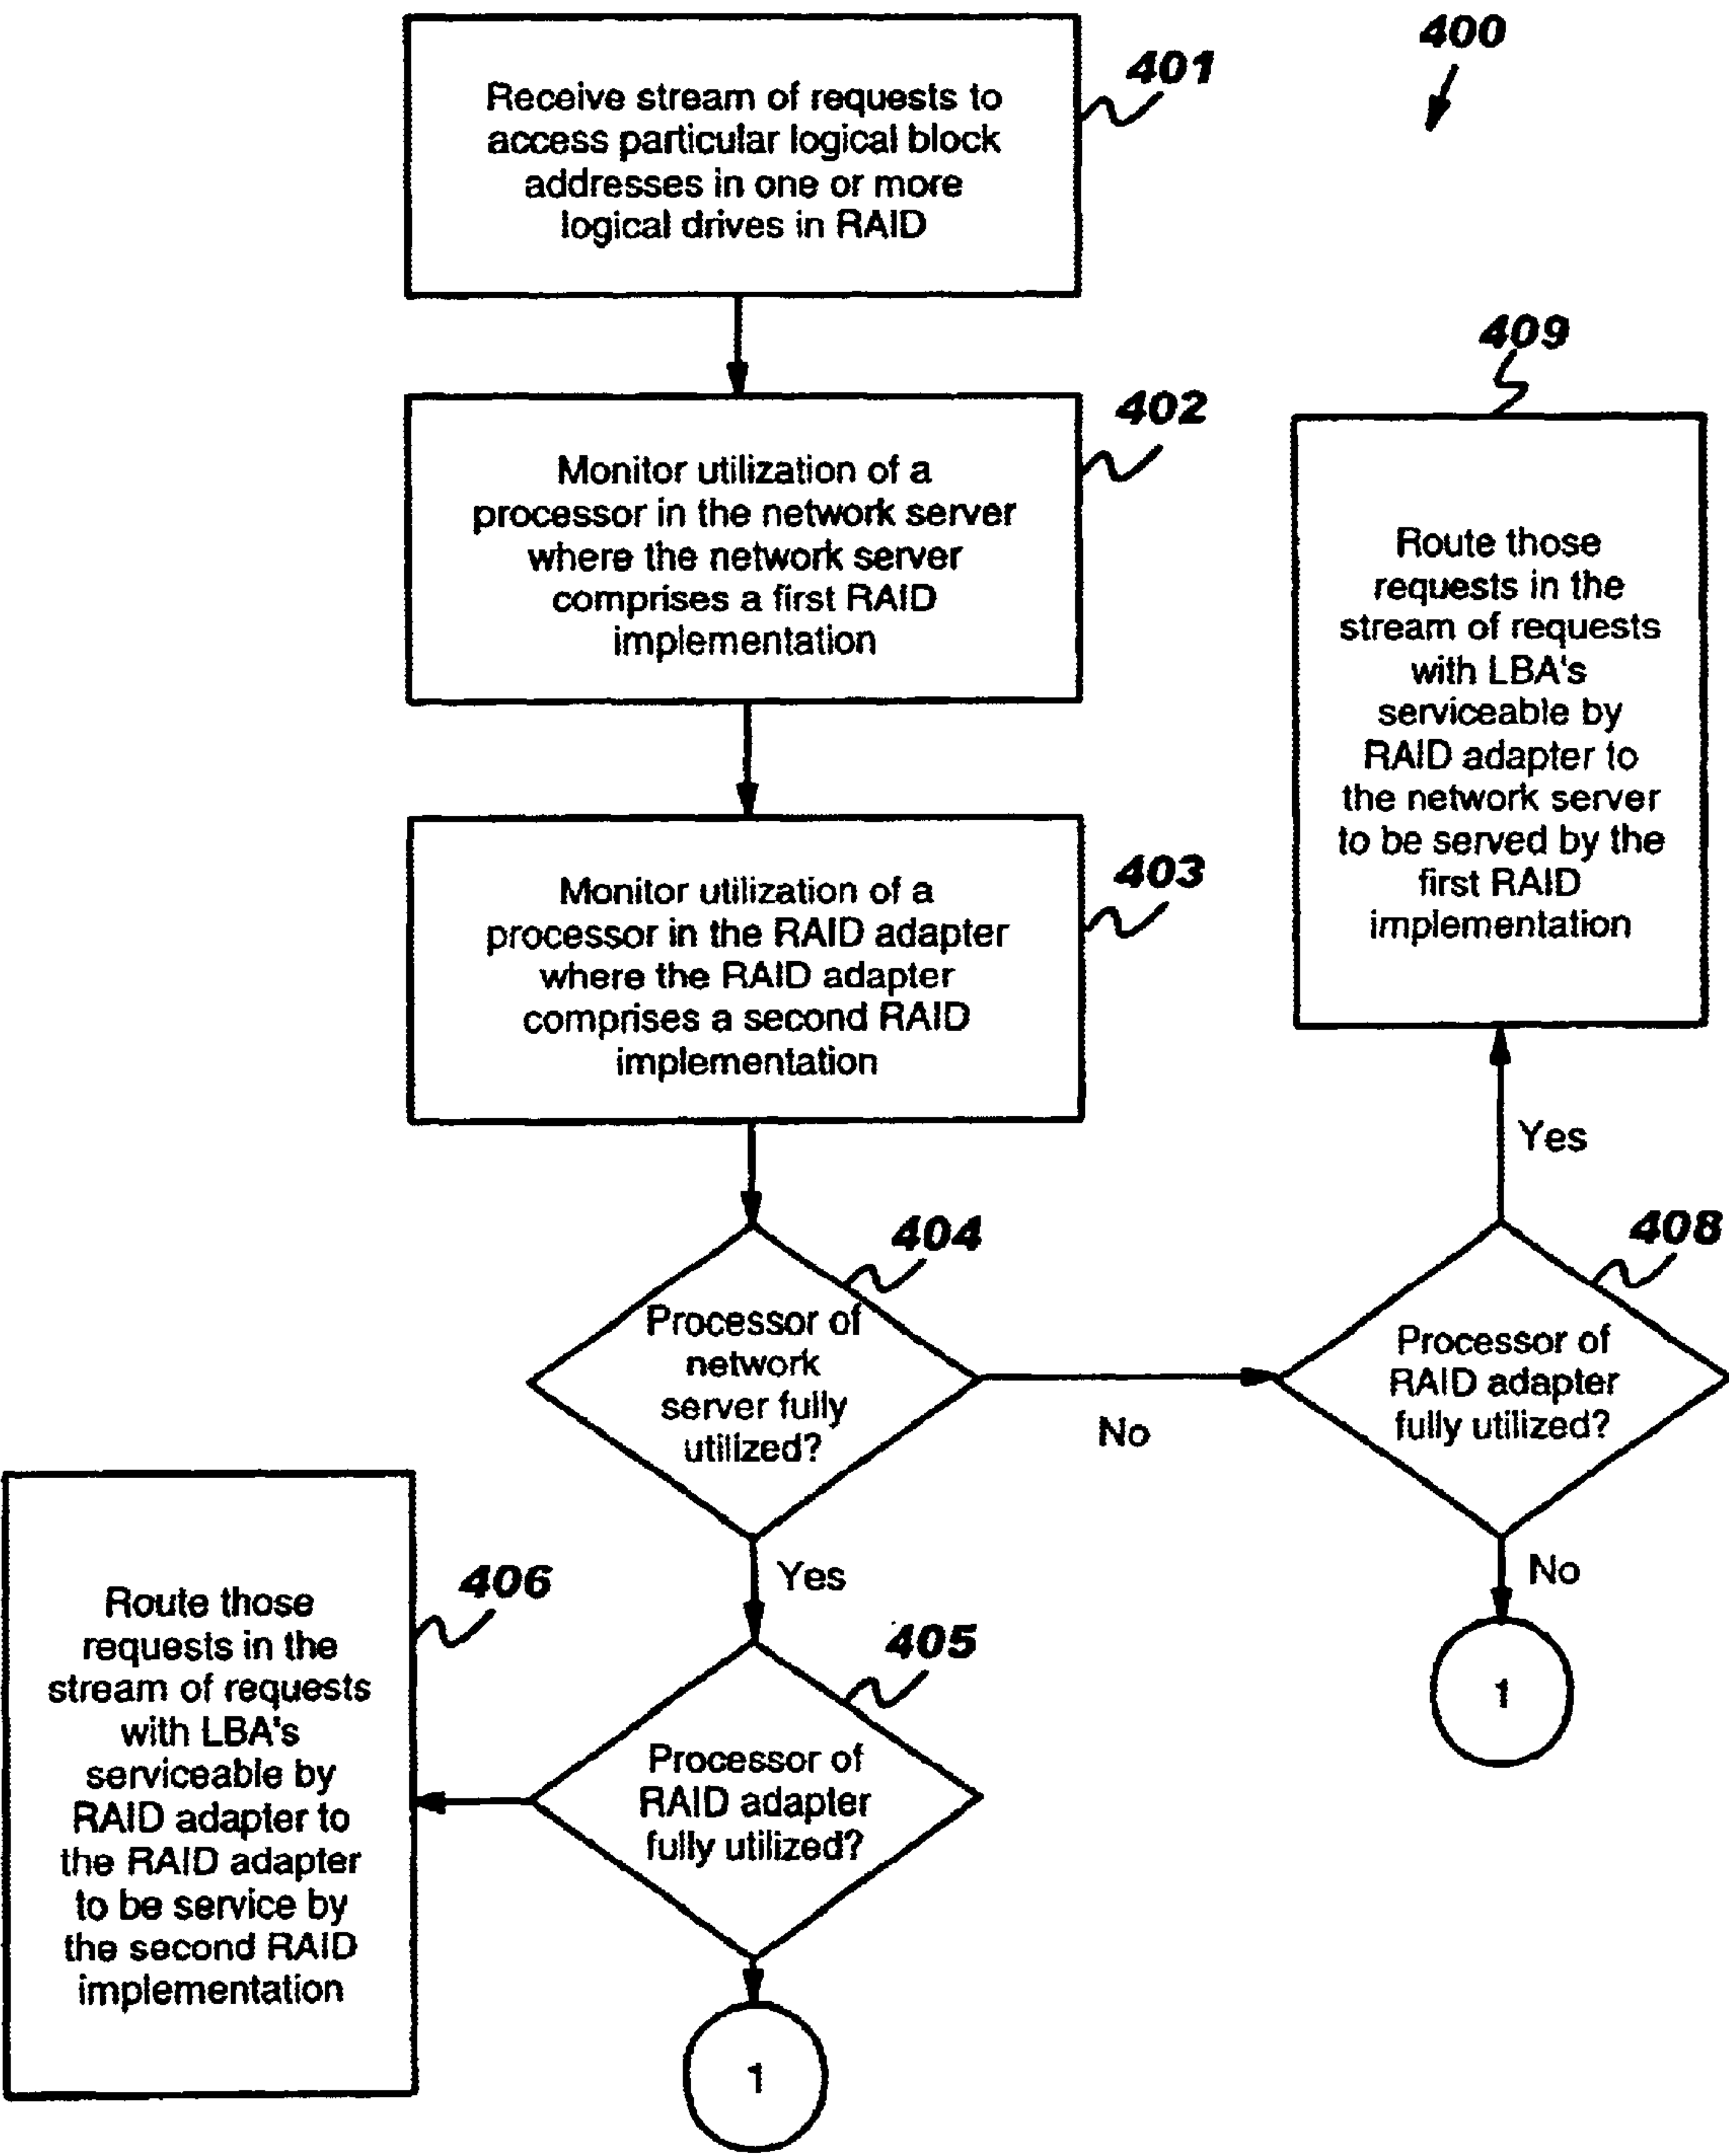 400
401
Receive stream of requests to
access particular logical block
addresses in one or more
logical drives in RAID
402
Monitor utilization of a
processor in the network server
where the network server
comprises a first RAID
implementation
403
Monitor utilization of a
processor in the RAID adapter
where the RAID adapter
comprises a second RAID
implementation
409
Route those
requests in the
stream of requests
with LBA's
serviceable by
RAID adapter to
the network server
to be served by the
first RAID
implementation
Yes
404
Processor of
network
server fully
utilized?
No
408
Processor of
RAID adapter
fully utilized?
No
1
Yes
406
Route those
requests in the
stream of requests
with LBA's
serviceable by
RAID adapter to
the RAID adapter
to be service by
the second RAID
implementation
405
Processor of
RAID adapter
fully utilized?
1